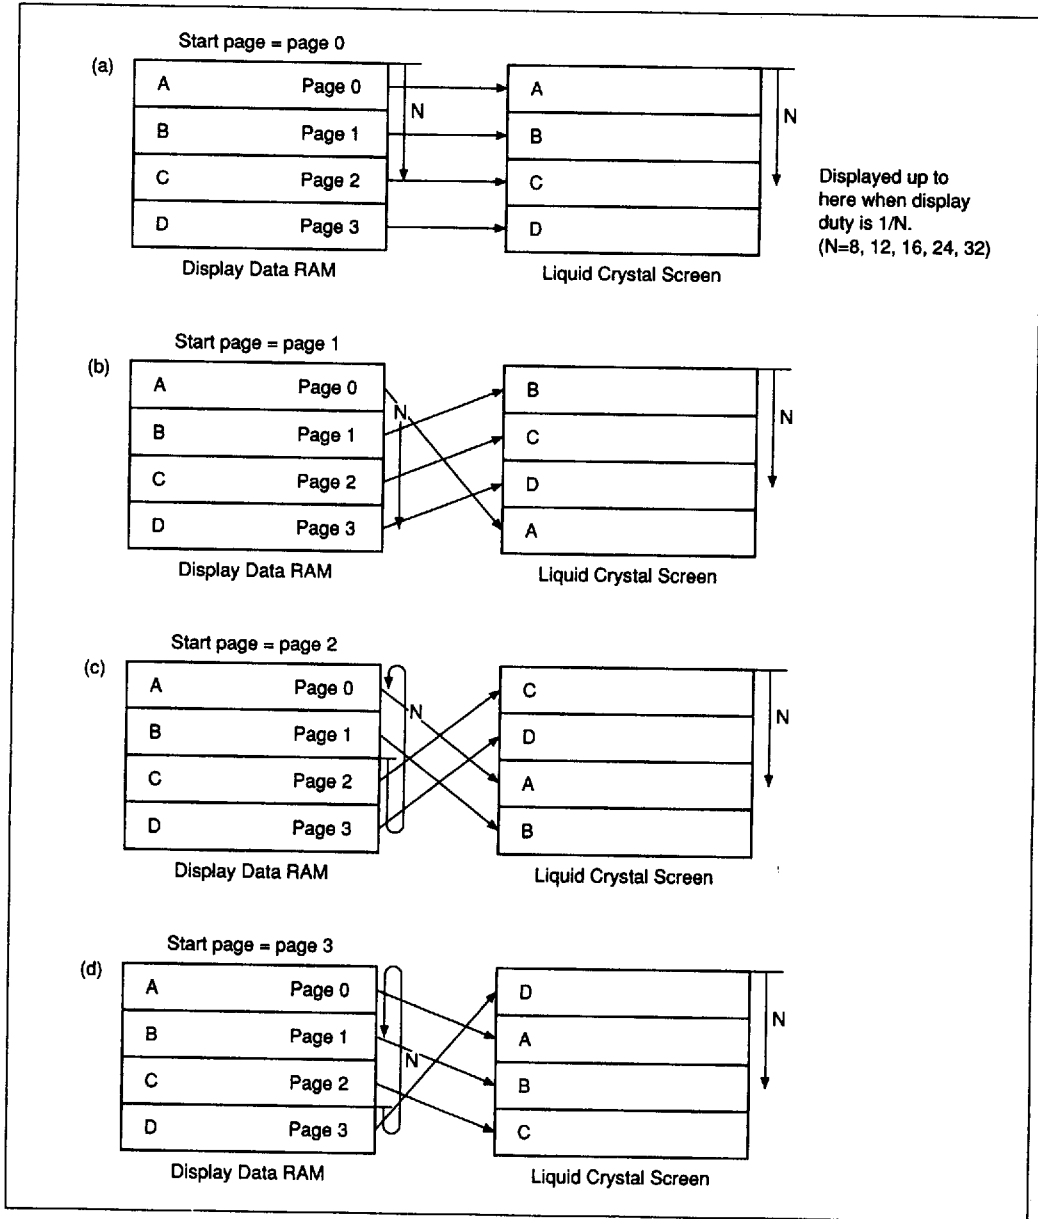 Start page = page 0
(a)
A Page 0
B Page 1
C Page 2
D Page 3
N
A
B
C
D
N
Displayed up to
here when display
duty is 1/N.
(N=8, 12, 16, 24, 32)
Display Data RAM
Liquid Crystal Screen
Start page = page 1
(b)
A Page 0
B Page 1
C Page 2
D Page 3
N
B
C
D
A
N
Display Data RAM
Liquid Crystal Screen
Start page = page 2
(c)
A Page 0
B Page 1
C Page 2
D Page 3
N
C
D
A
B
N
Display Data RAM
Liquid Crystal Screen
Start page = page 3
(d)
A Page 0
B Page 1
C Page 2
D Page 3
N
D
A
B
C
N
Display Data RAM
Liquid Crystal Screen